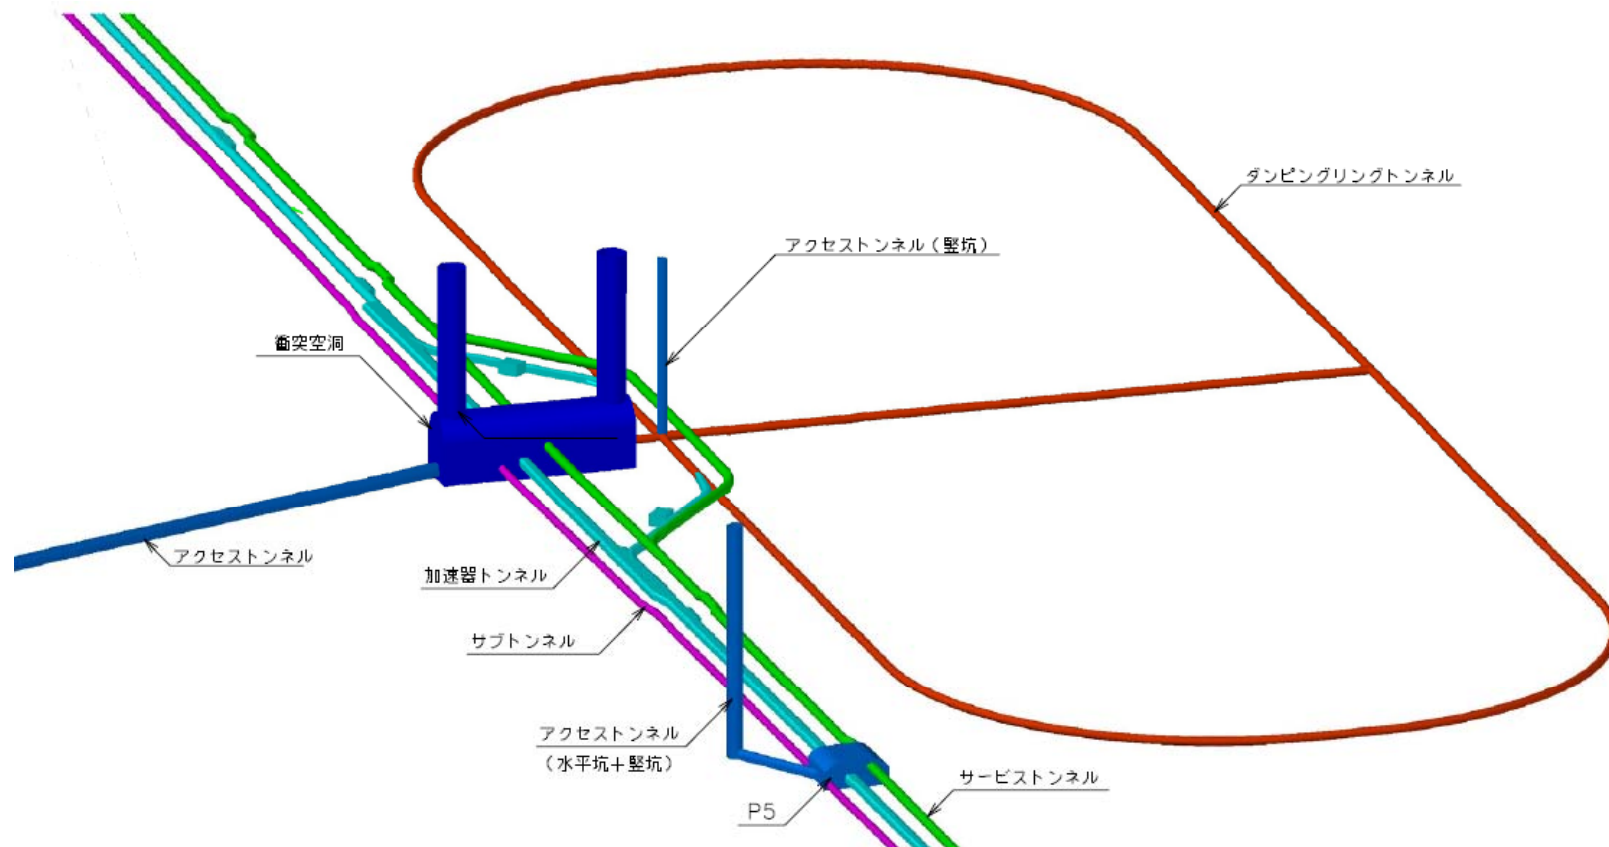 ダンピングリングトンネル
アクセストンネル（竪坑）
衝突空洞
アクセストンネル
加速器トンネル
サブトンネル
アクセストンネル
（水平坑＋竪坑）
サービストンネル
P5